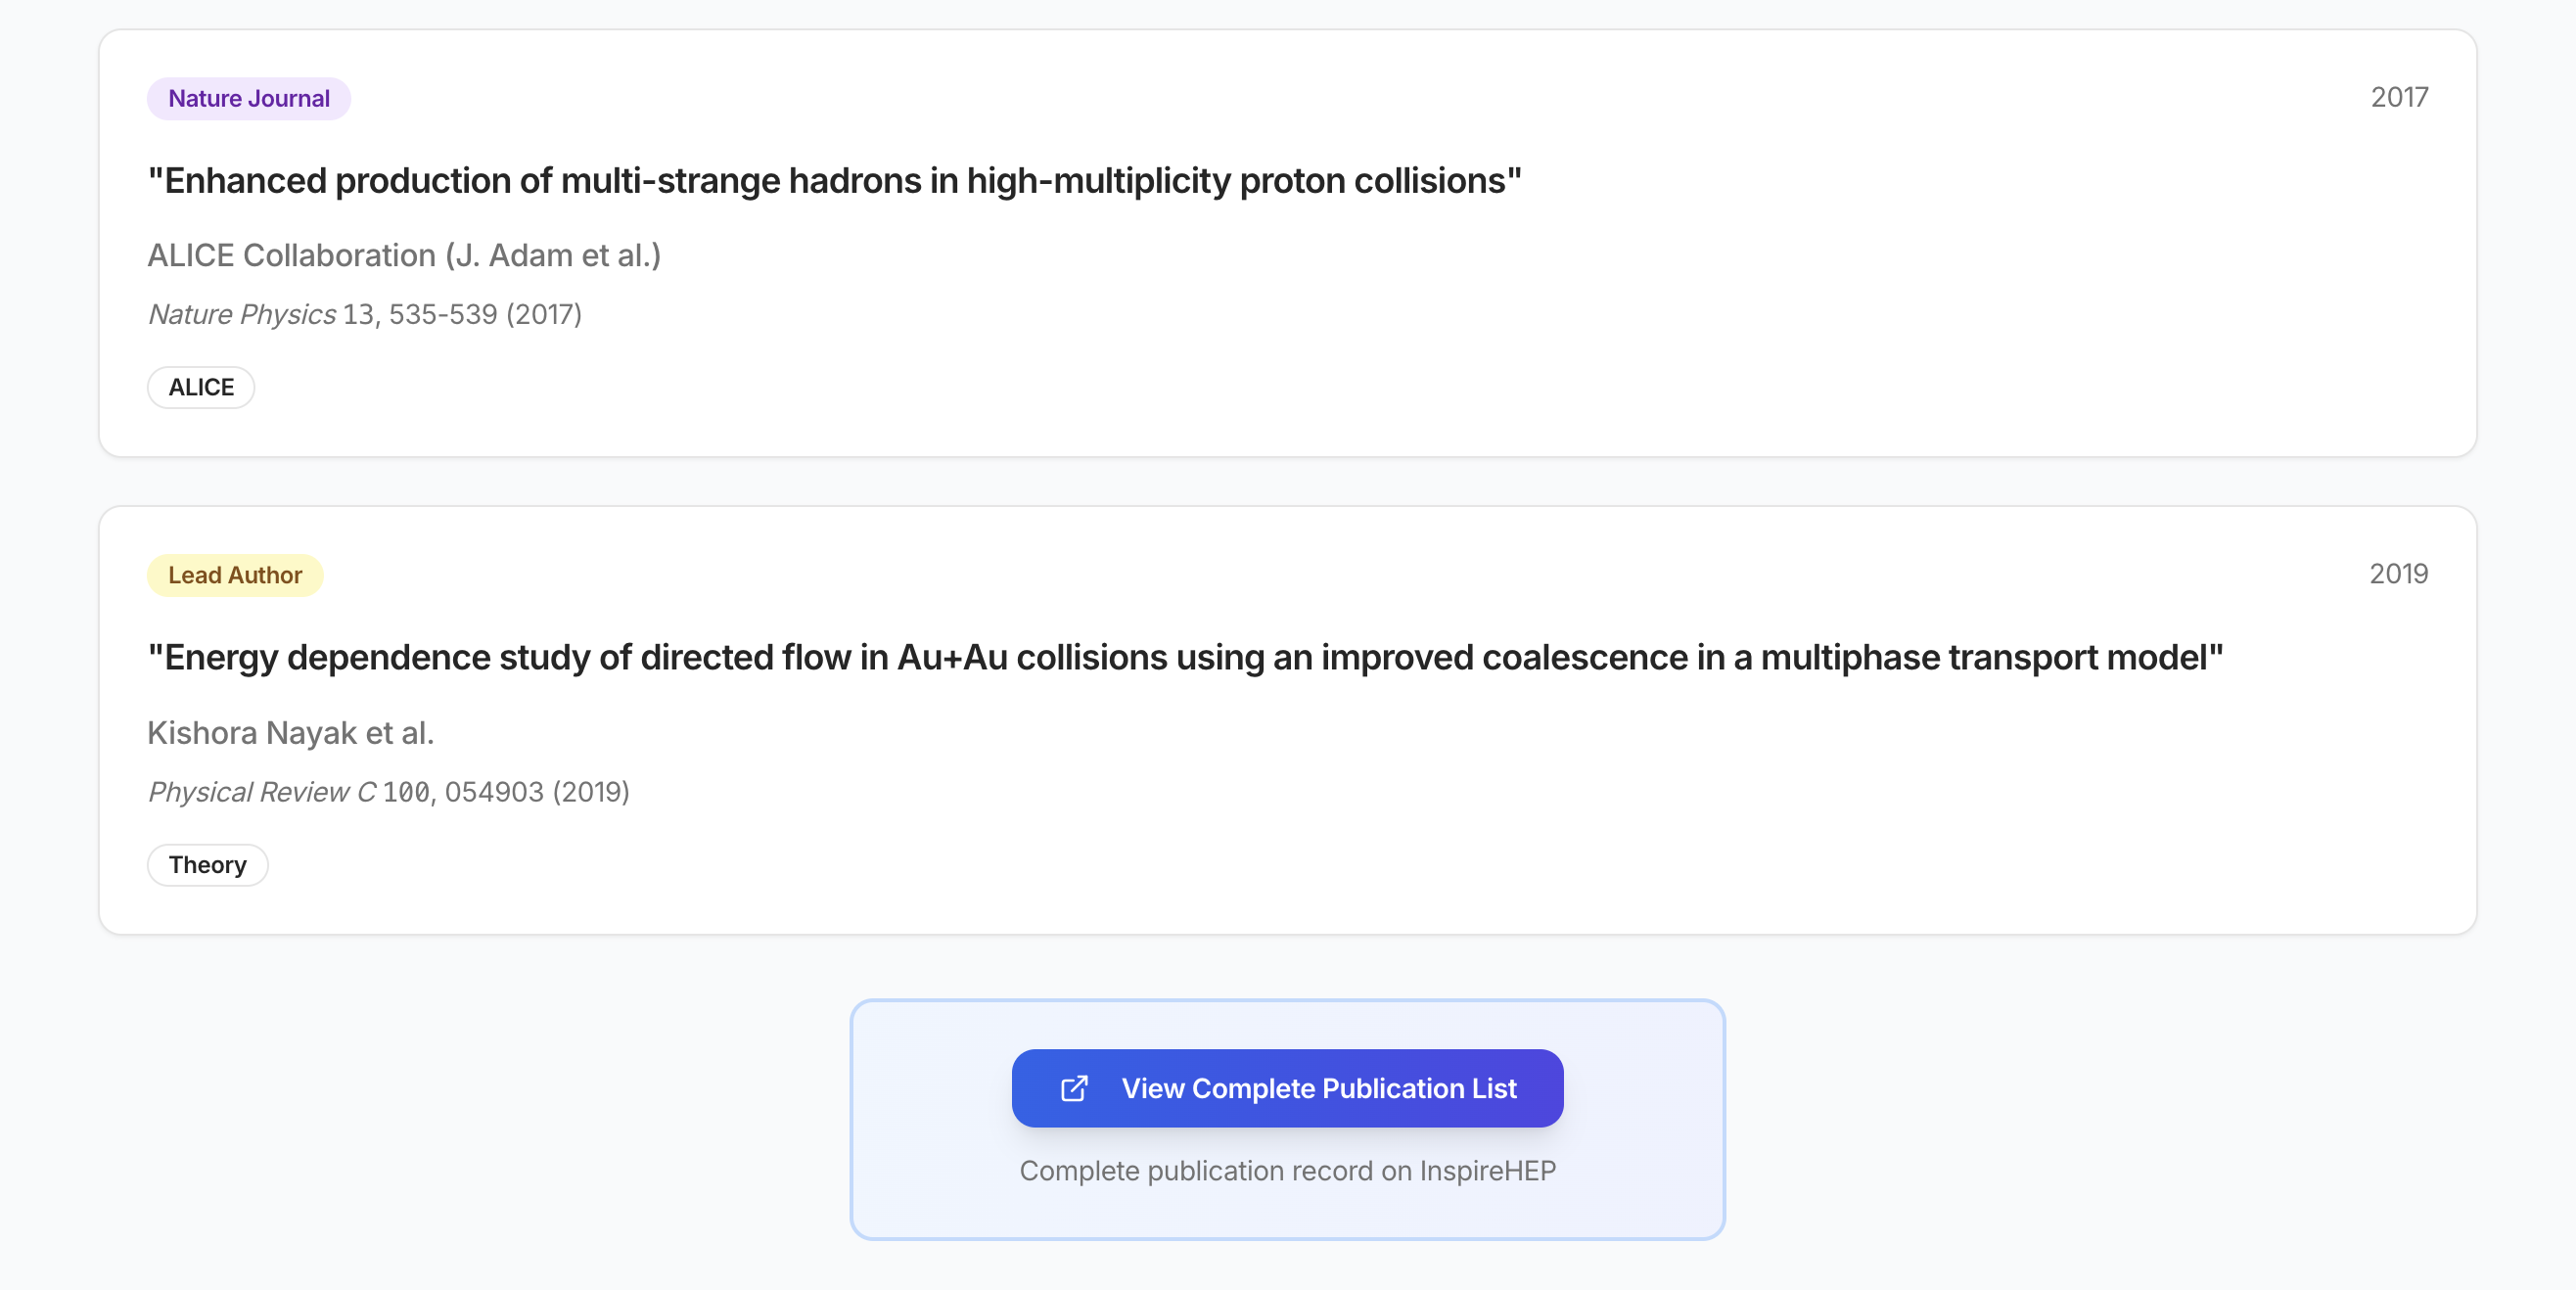 Nature Journal
2017
"Enhanced production of multi-strange hadrons in high-multiplicity proton collisions"
ALICE Collaboration (J. Adam et al.)
Nature Physics 13, 535-539 (2017)
ALICE
Lead Author
2019
"Energy dependence study of directed flow in Au+Au collisions using an improved coalescence in a multiphase transport model"
Kishora Nayak et al.
Physical Review C 100, 054903 (2019)
Theory
View Complete Publication List
Complete publication record on InspireHEP